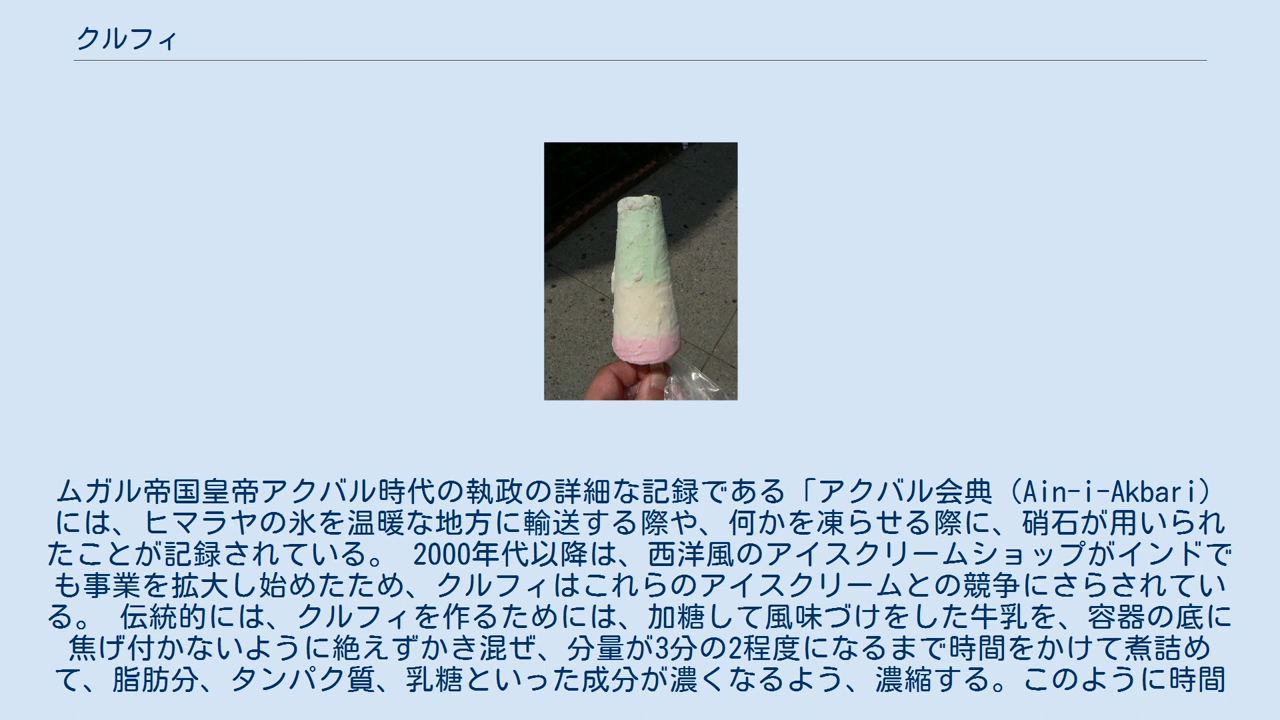 クルフィ
ムガル帝国皇帝アクバル時代の執政の詳細な記録である「アクバル会典（Ain-i-Akbari）
には、ヒマラヤの氷を温暖な地方に輸送する際や、何かを凍らせる際に、硝石が用いられ
たことが記録されている。 2000年代以降は、西洋風のアイスクリームショップがインドで
も事業を拡大し始めたため、クルフィはこれらのアイスクリームとの競争にさらされてい
る。 伝統的には、クルフィを作るためには、加糖して風味づけをした牛乳を、容器の底に
焦げ付かないように絶えずかき混ぜ、分量が3分の2程度になるまで時間をかけて煮詰め
て、脂肪分、タンパク質、乳糖といった成分が濃くなるよう、濃縮する。このように時間